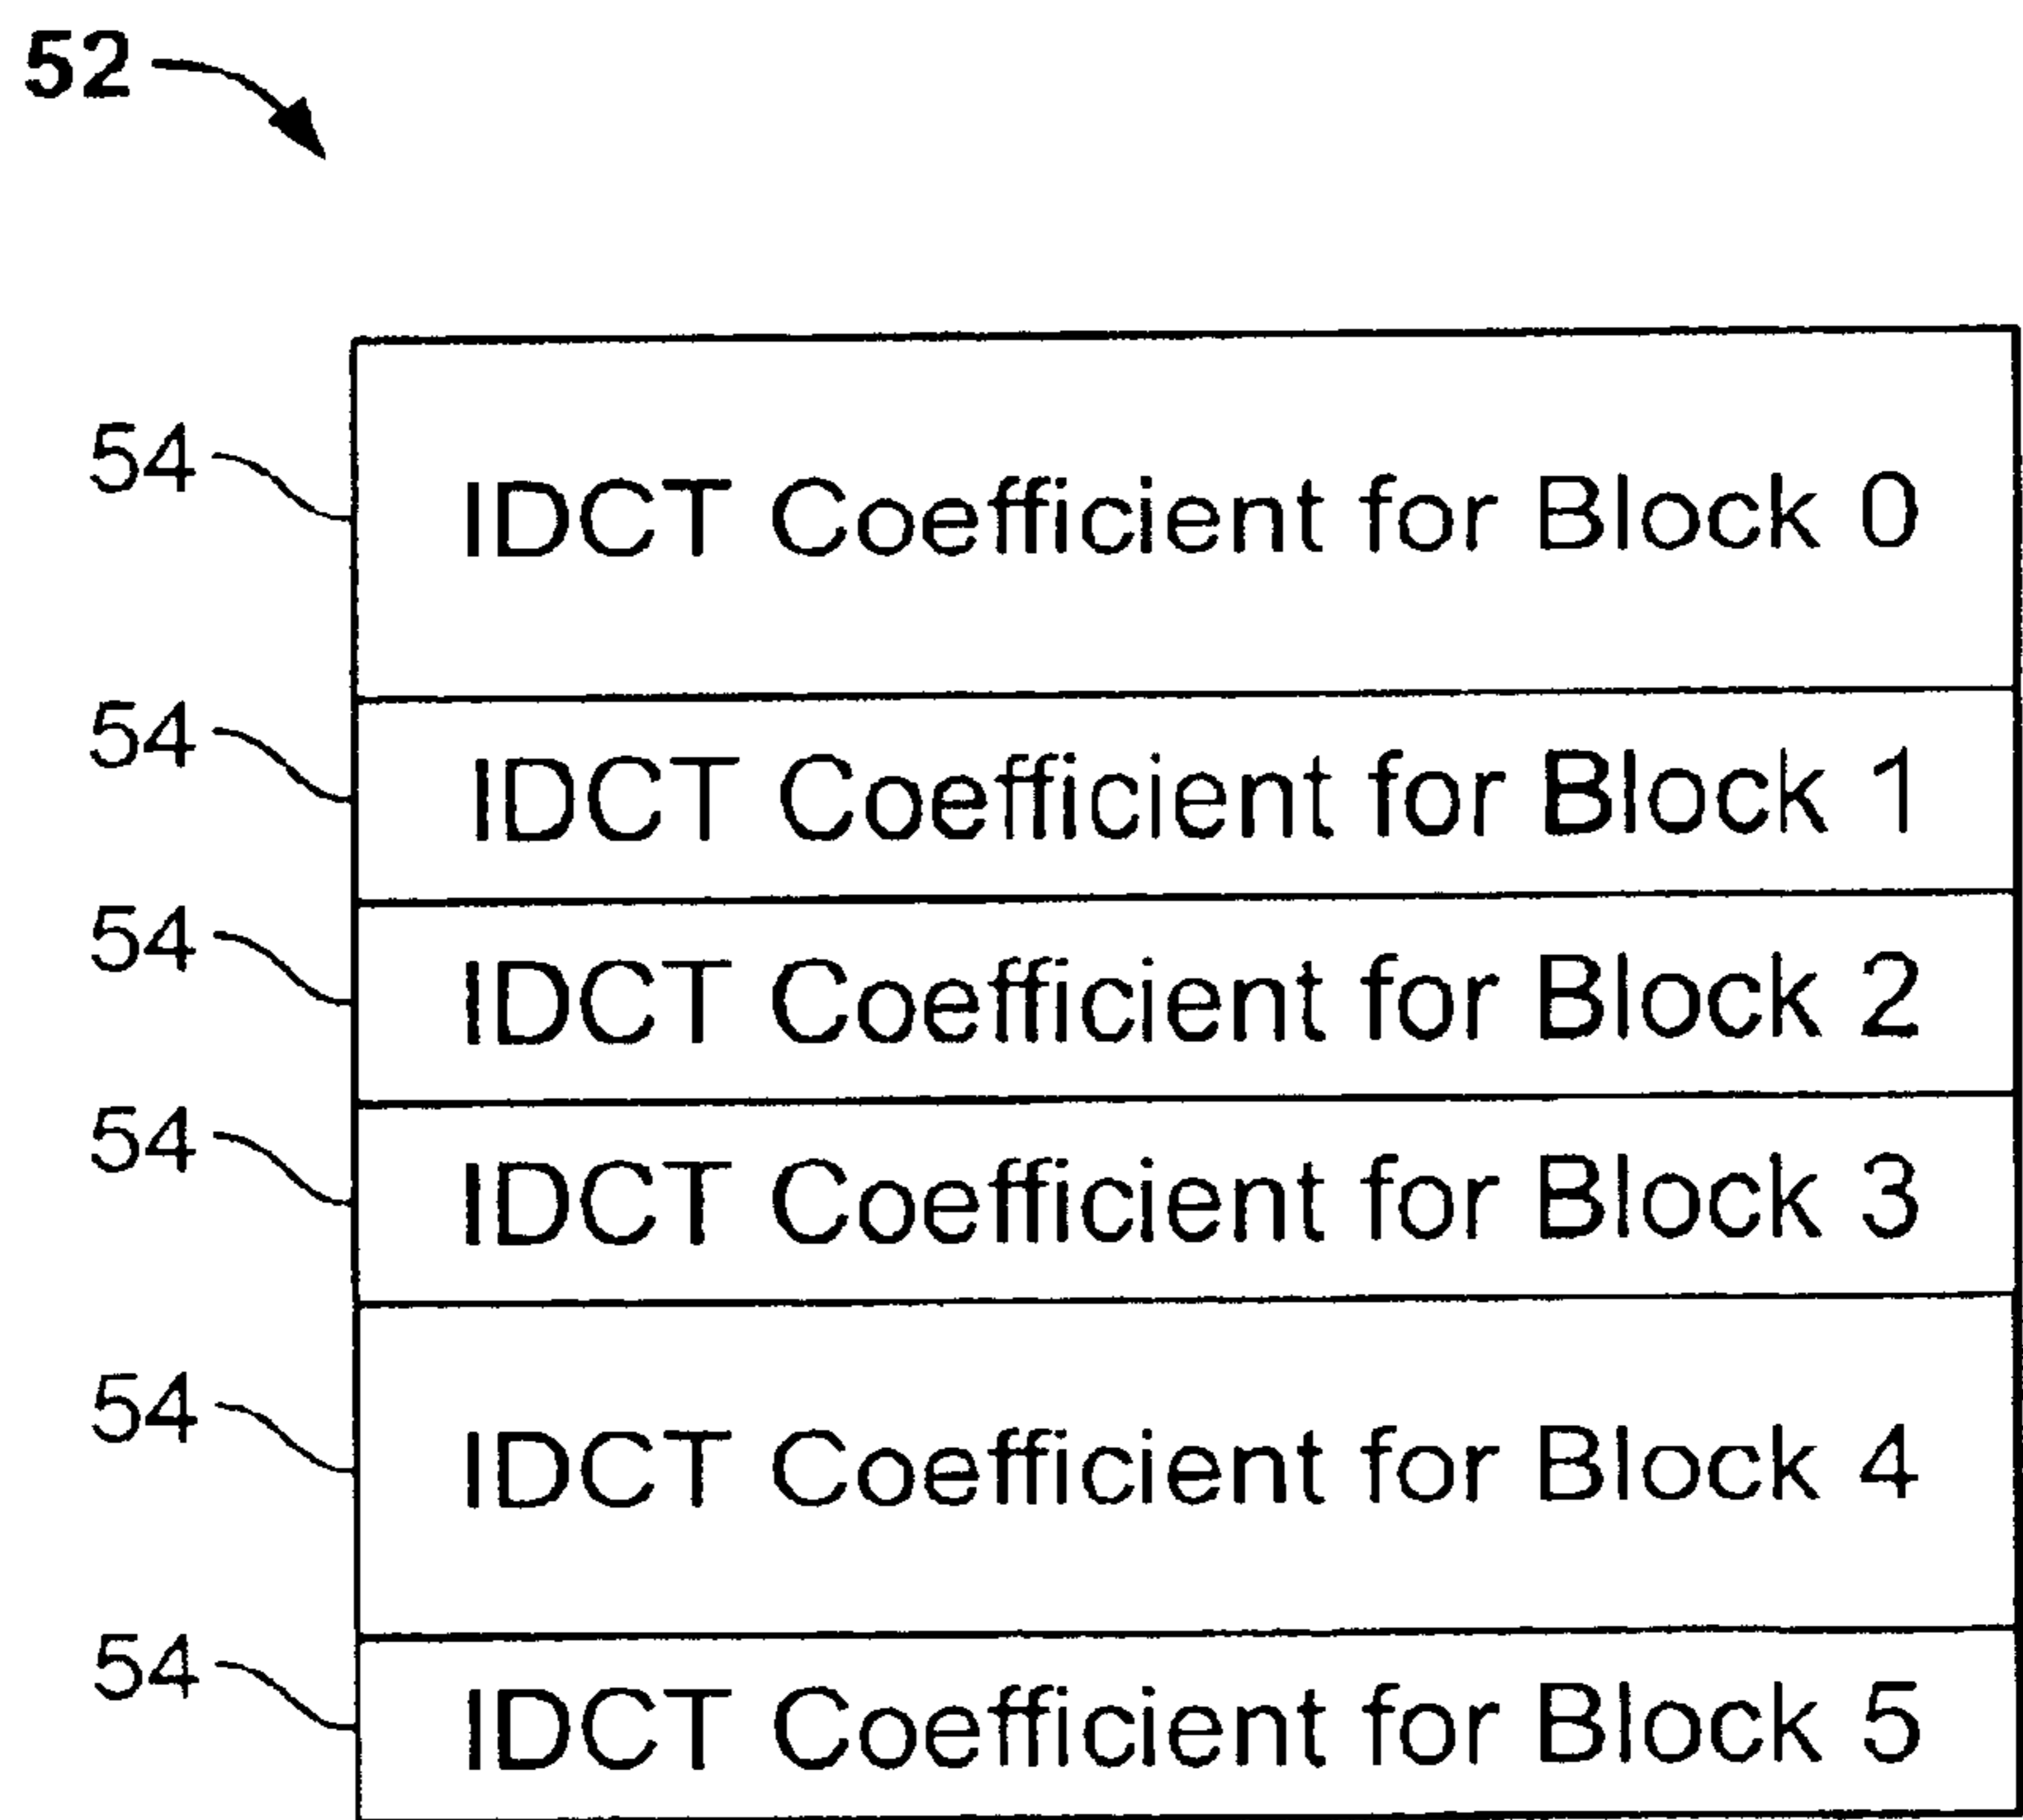 52
54 IDCT Coefficient for Block 0
54 IDCT Coefficient for Block 1
54 IDCT Coefficient for Block 2
54 IDCT Coefficient for Block 3
54 IDCT Coefficient for Block 4
54 IDCT Coefficient for Block 5